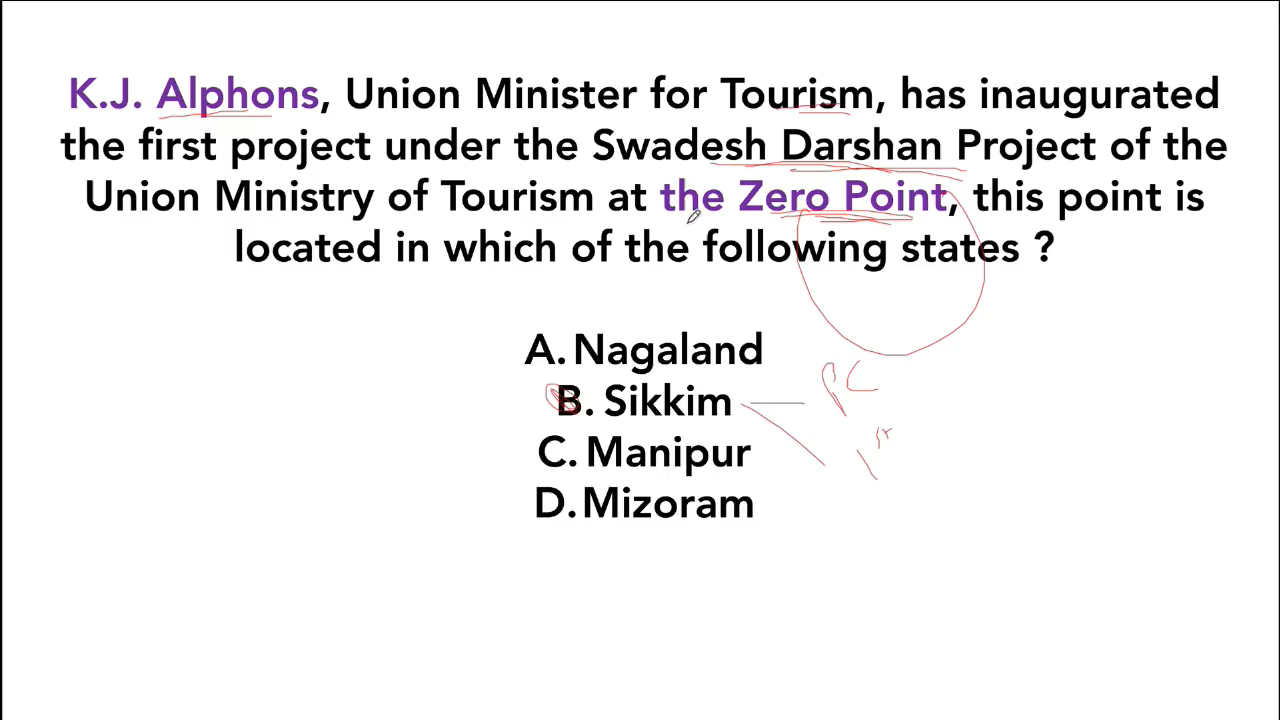 K.J. Alphons, Union Minister for Tourism, has inaugurated
the first project under the Swadesh Darshan Project of the
Union Ministry of Tourism at the Zero Point, this point is
located in which of the following states ?
A. Nagaland
B. Sikkim
C. Manipur
D. Mizoram